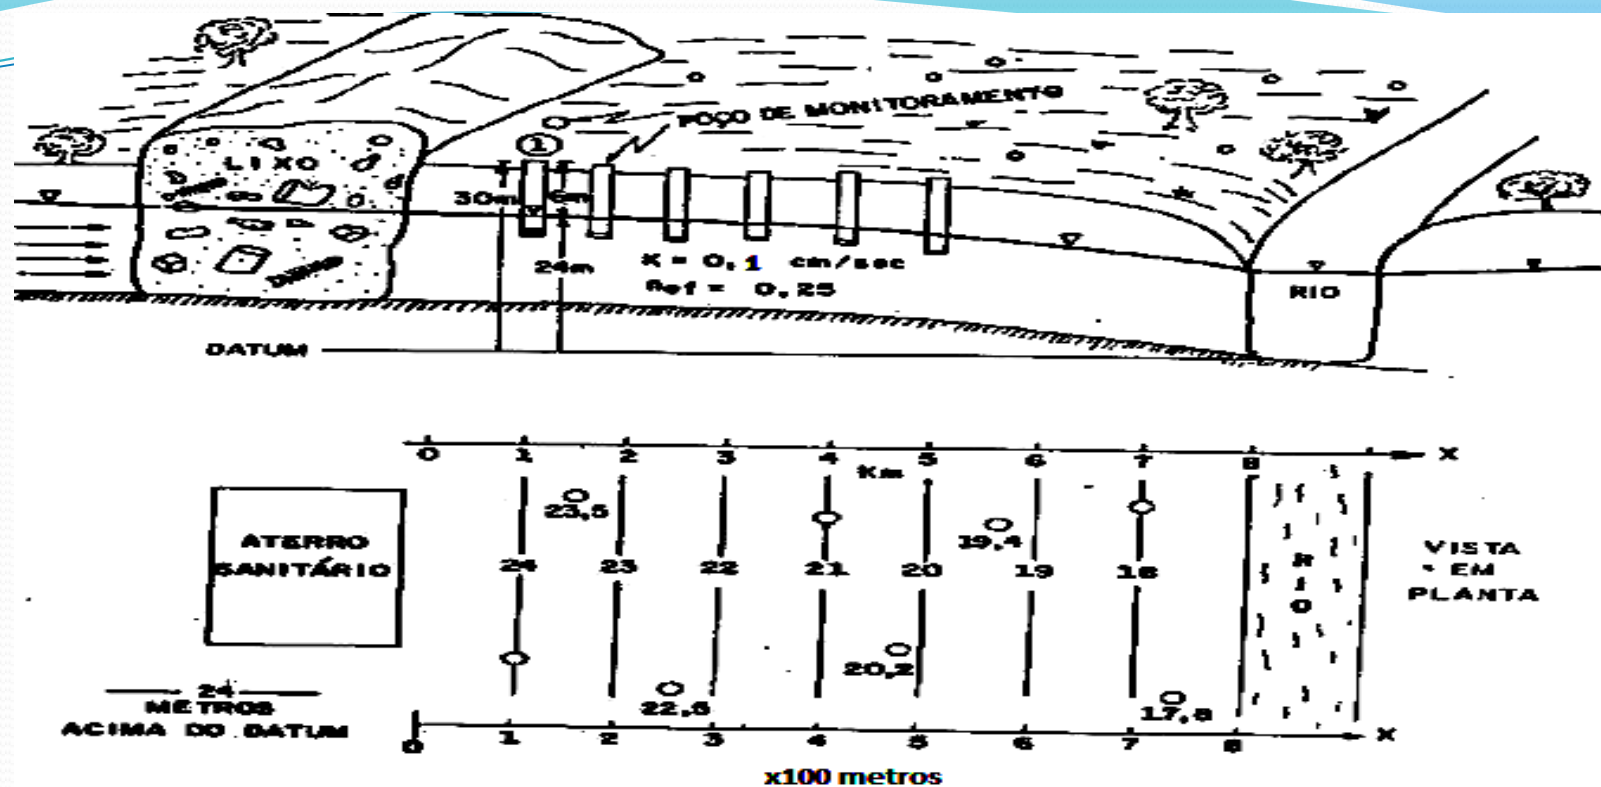 POÇO DE MONITORAMENTO
1
LIXO
30m 6m
24m
K = 0,1 cm/sec
nef = 0,25
RIO
DATUM
0 1 2 3 4 5 6 7 8 X
Km
23,5
19,4
ATERRO
SANITÁRIO
24 23 22 21 20 19 18
RIO
VISTA
EM
PLANTA
20,2
24
METROS
ACIMA DO DATUM
22,5
17,8
0 1 2 3 4 5 6 7 8 X
x100 metros